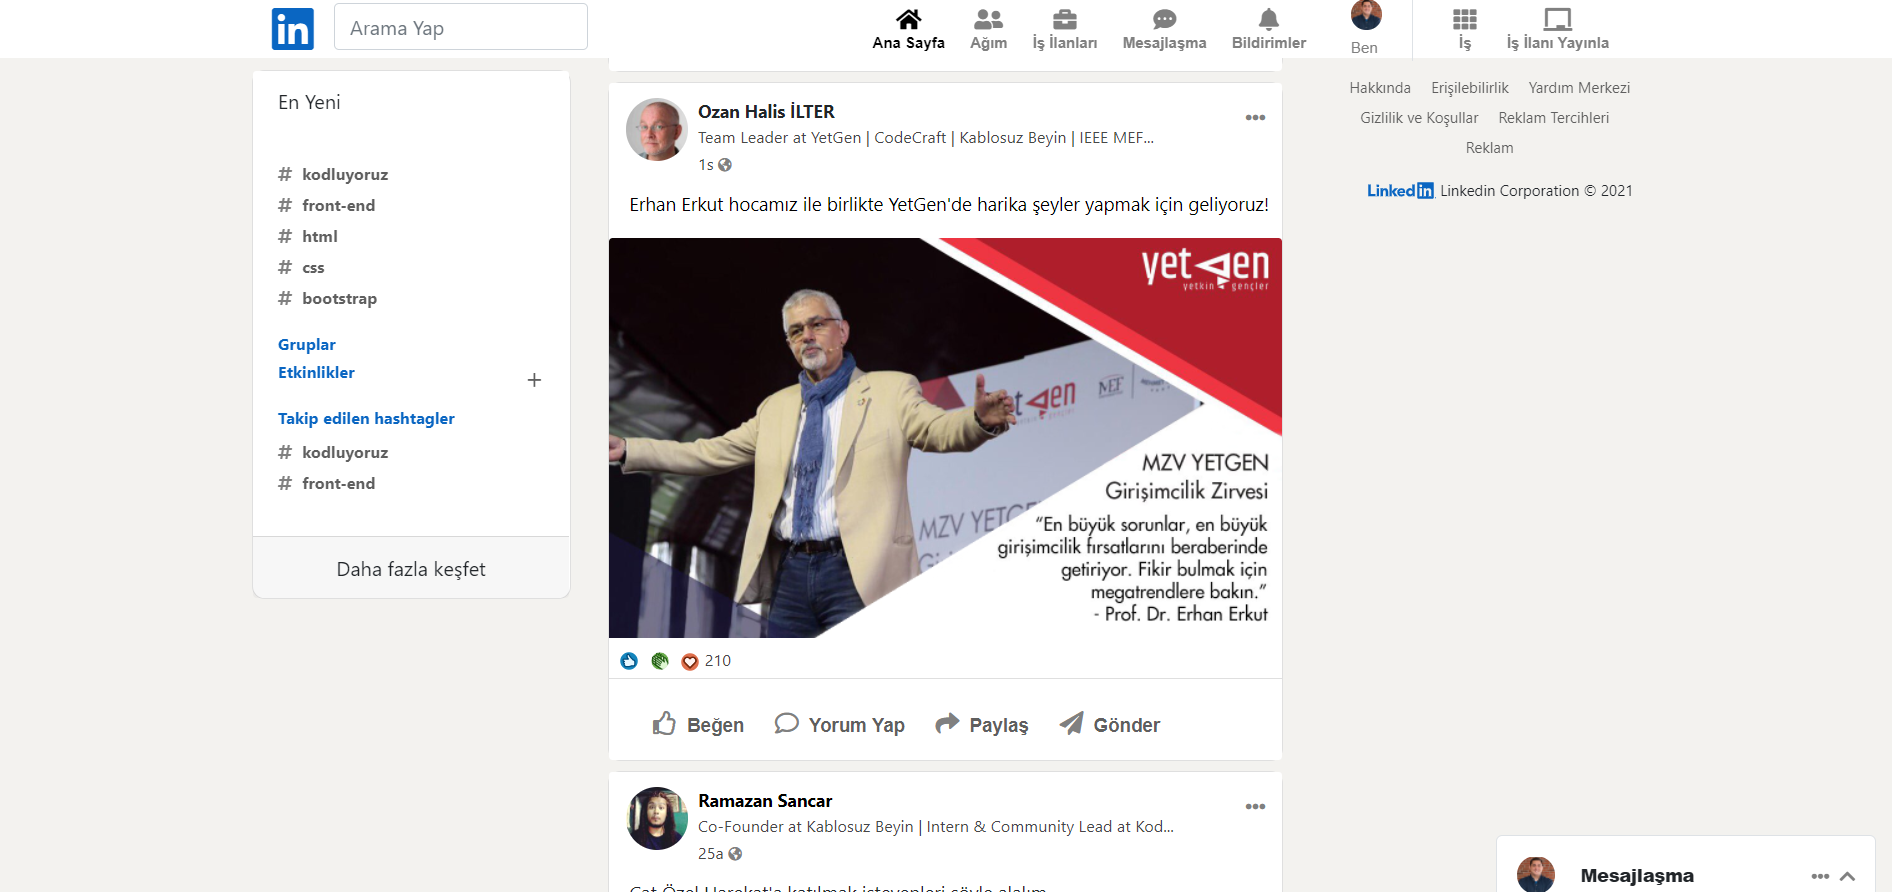 in
Arama Yap
Ana Sayfa
Ağım
İş İlanları
Mesajlaşma
Bildirimler
Ben
İş
İş İlanı Yayınla
En Yeni
# kodluyoruz
# front-end
# html
# css
# bootstrap
Gruplar
Etkinlikler
Takip edilen hashtagler
# kodluyoruz
# front-end
Daha fazla keşfet
Ozan Halis İLTER
Team Leader at YetGen | CodeCraft | Kablosuz Beyin | IEEE MEF...
1s
Erhan Erkut hocamız ile birlikte YetGen'de harika şeyler yapmak için geliyoruz!
yetgen
yetkin gençler
MEF
MZV YETGEN
Girişimcilik Zirvesi
“En büyük sorunlar, en büyük
girişimcilik fırsatlarını beraberinde
getiriyor. Fikir bulmak için
megatrendlere bakın.”
- Prof. Dr. Erhan Erkut
210
Beğen
Yorum Yap
Paylaş
Gönder
Ramazan Sancar
Co-Founder at Kablosuz Beyin | Intern & Community Lead at Kod...
25a
Hakkında
Erişilebilirlik
Yardım Merkezi
Gizlilik ve Koşullar
Reklam Tercihleri
Reklam
Linkedin Linkedin Corporation © 2021
Mesajlaşma